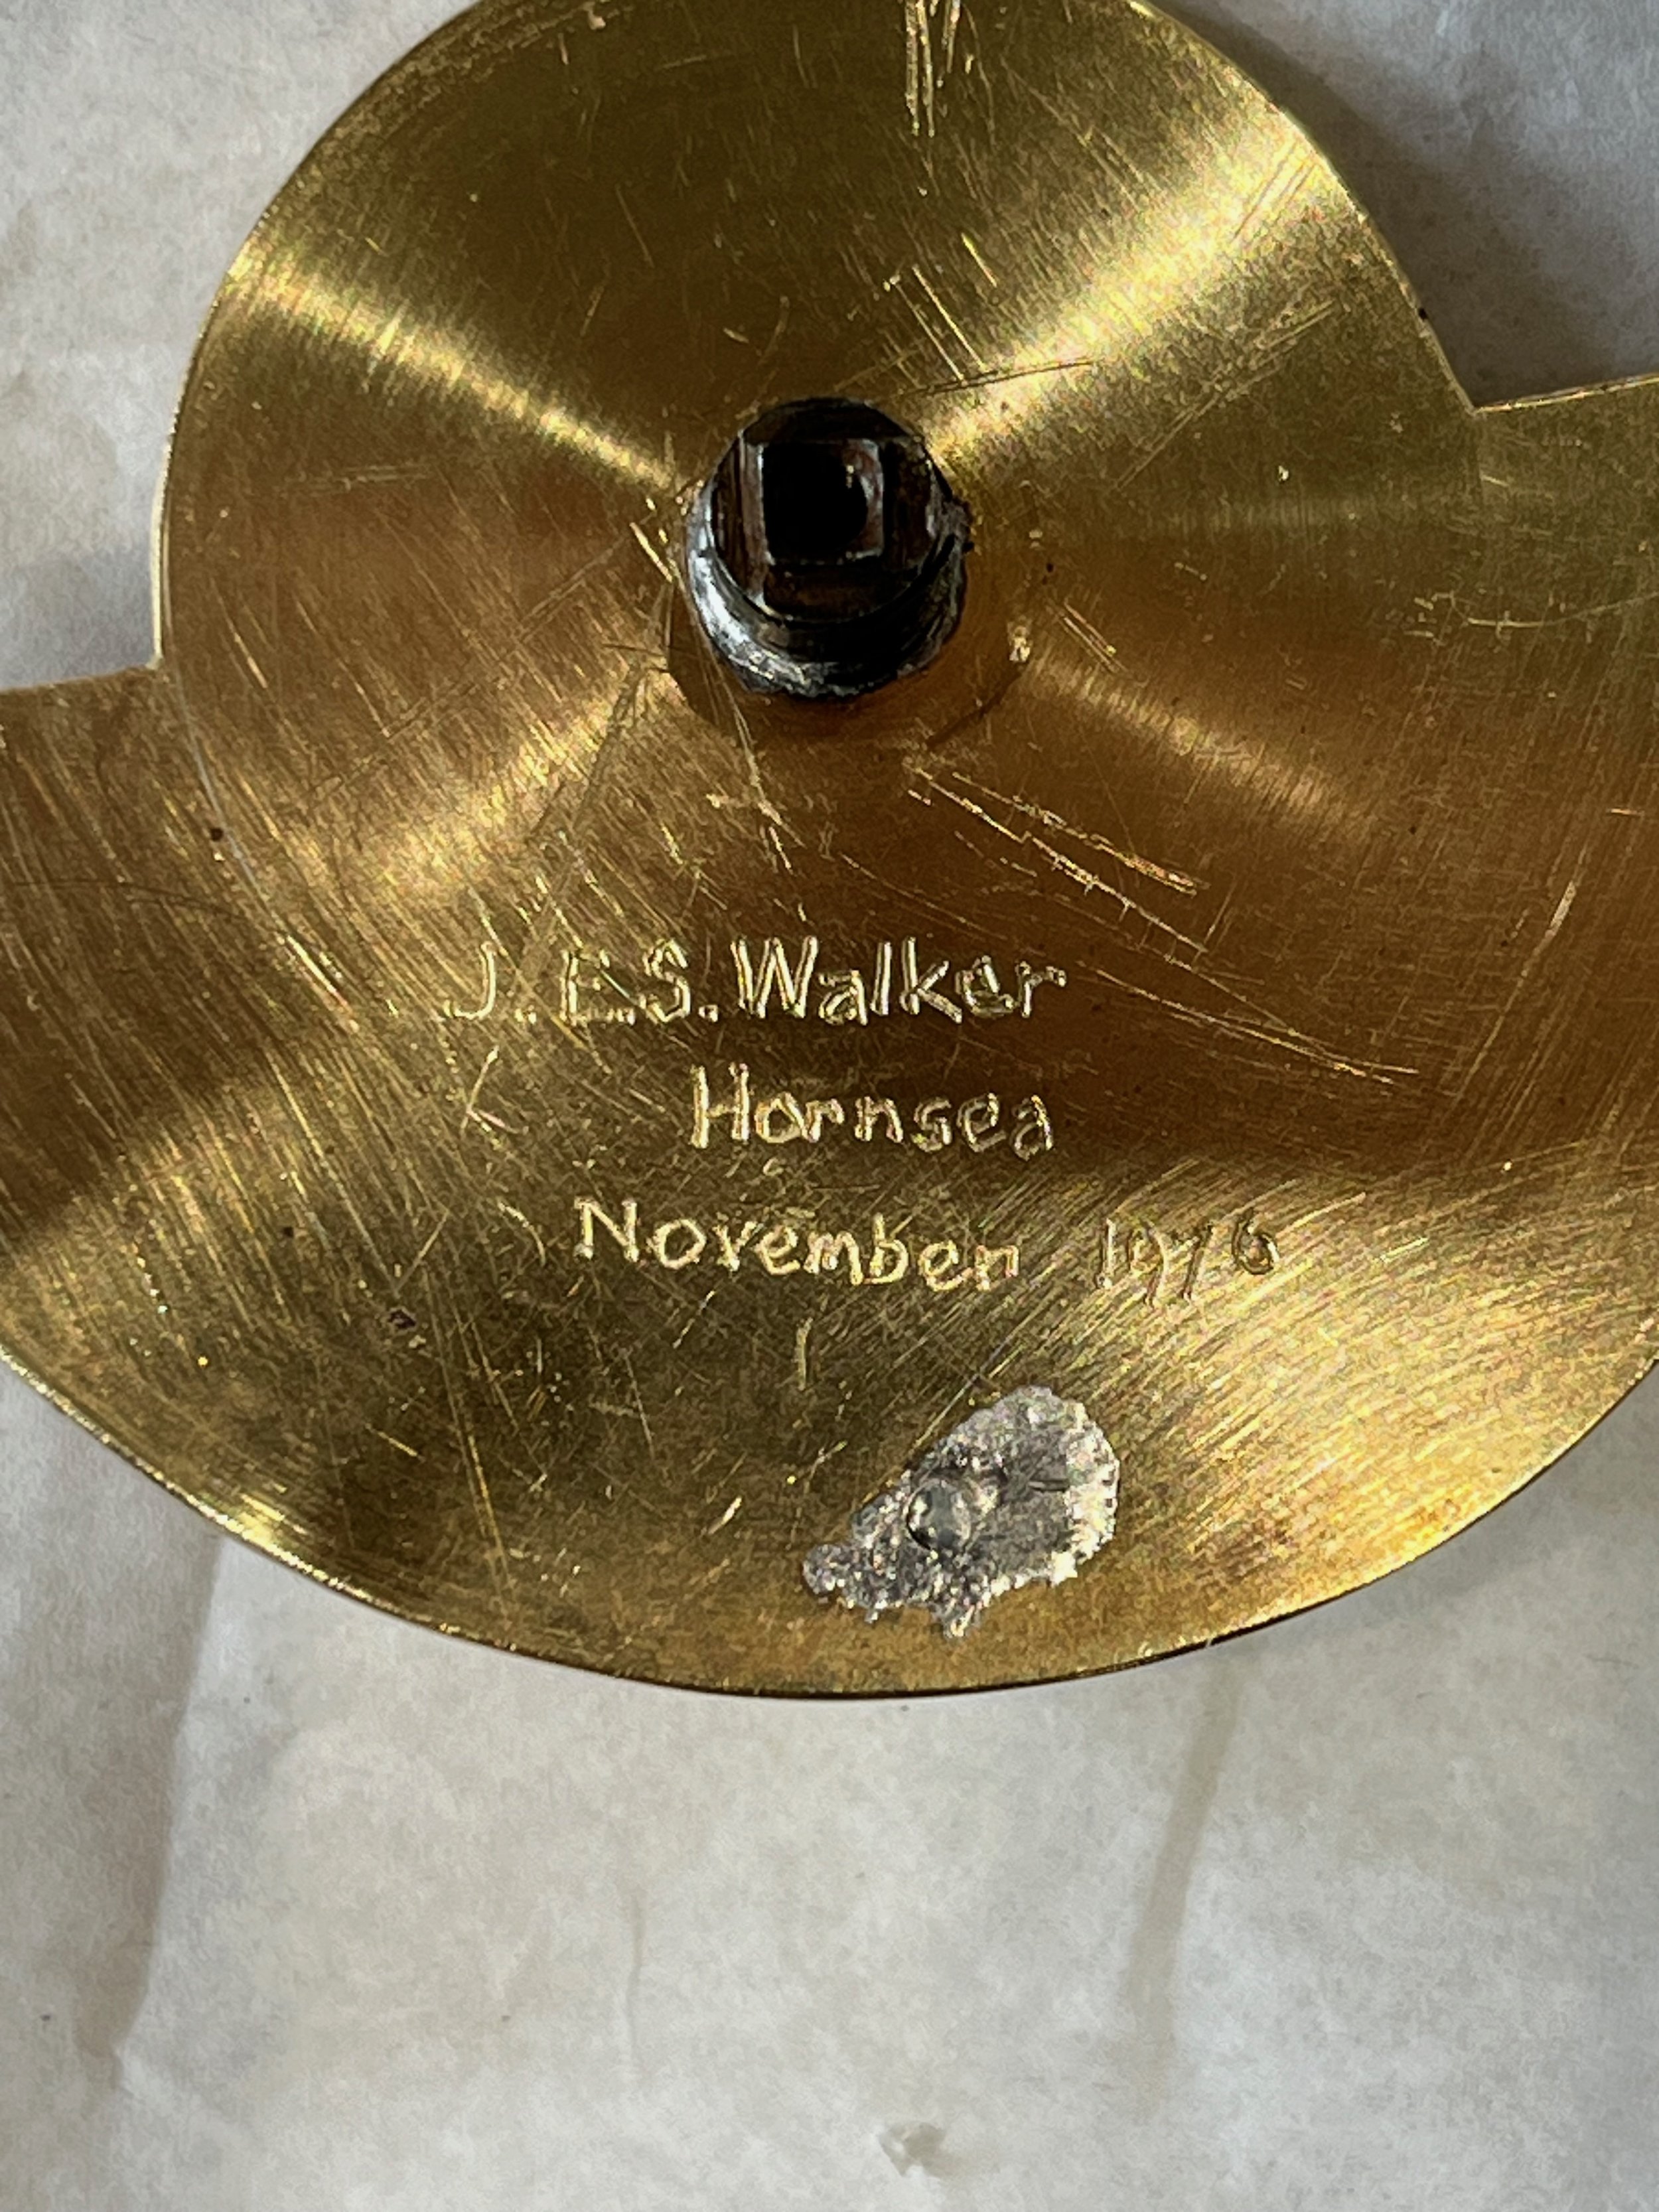 J.E.S. Walker
Hornsea
November 1976